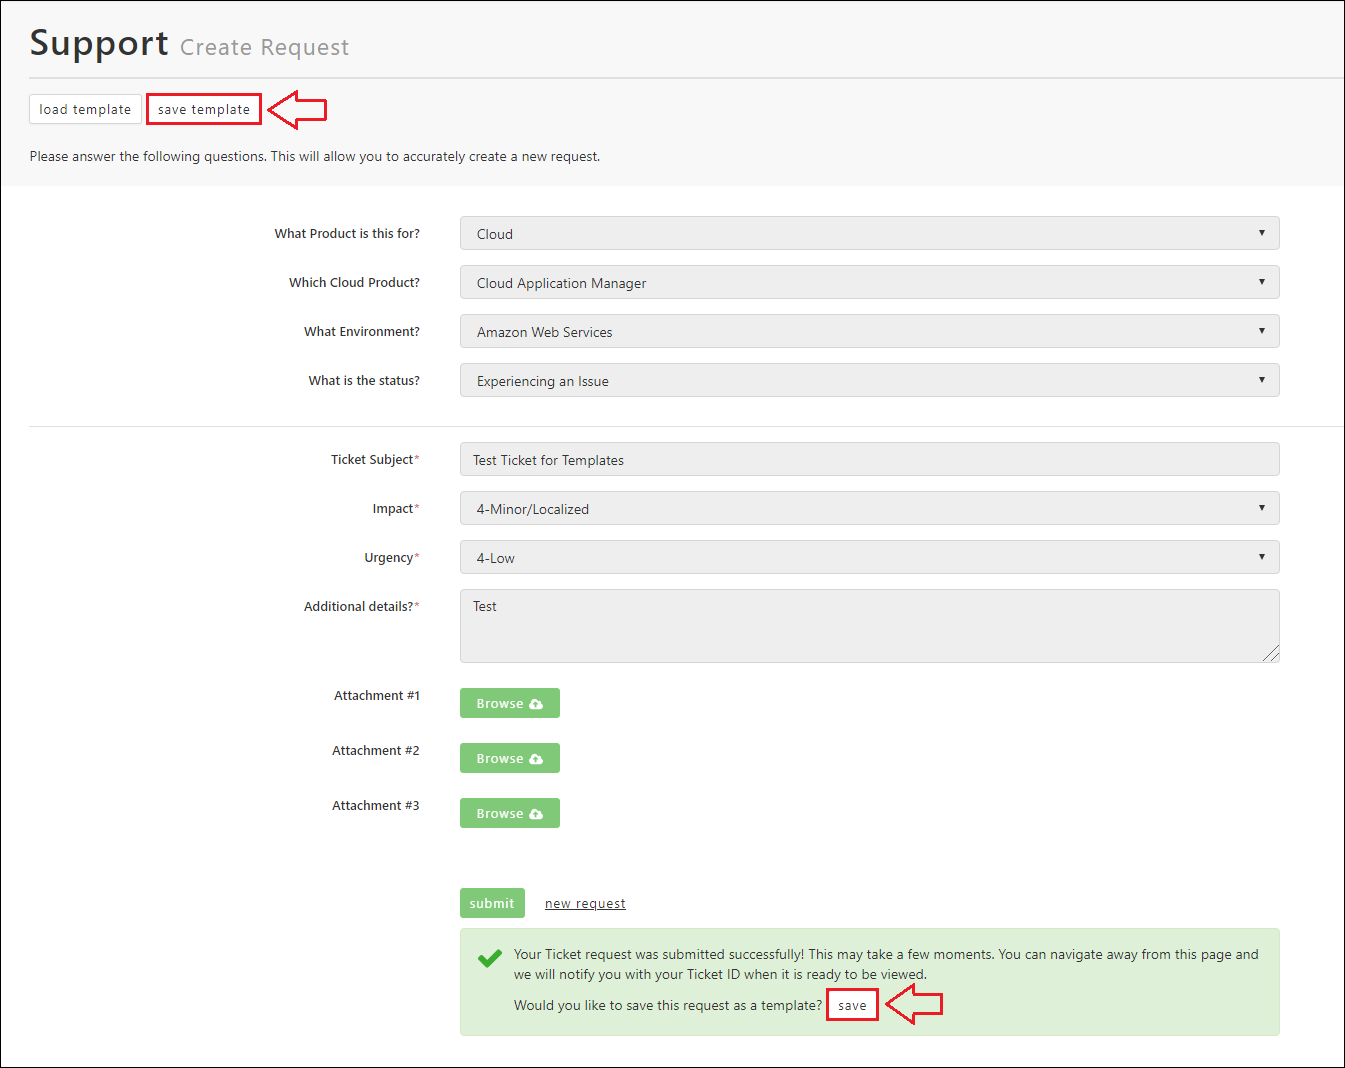 Support Create Request
load template save template
Please answer the following questions. This will allow you to accurately create a new request.
What Product is this for? Cloud
Which Cloud Product? Cloud Application Manager
What Environment? Amazon Web Services
What is the status? Experiencing an Issue
Ticket Subject* Test Ticket for Templates
Impact* 4-Minor/Localized
Urgency* 4-Low
Additional details?* Test
Attachment #1 Browse
Attachment #2 Browse
Attachment #3 Browse
submit new request
Your Ticket request was submitted successfully! This may take a few moments. You can navigate away from this page and
we will notify you with your Ticket ID when it is ready to be viewed.
Would you like to save this request as a template? save